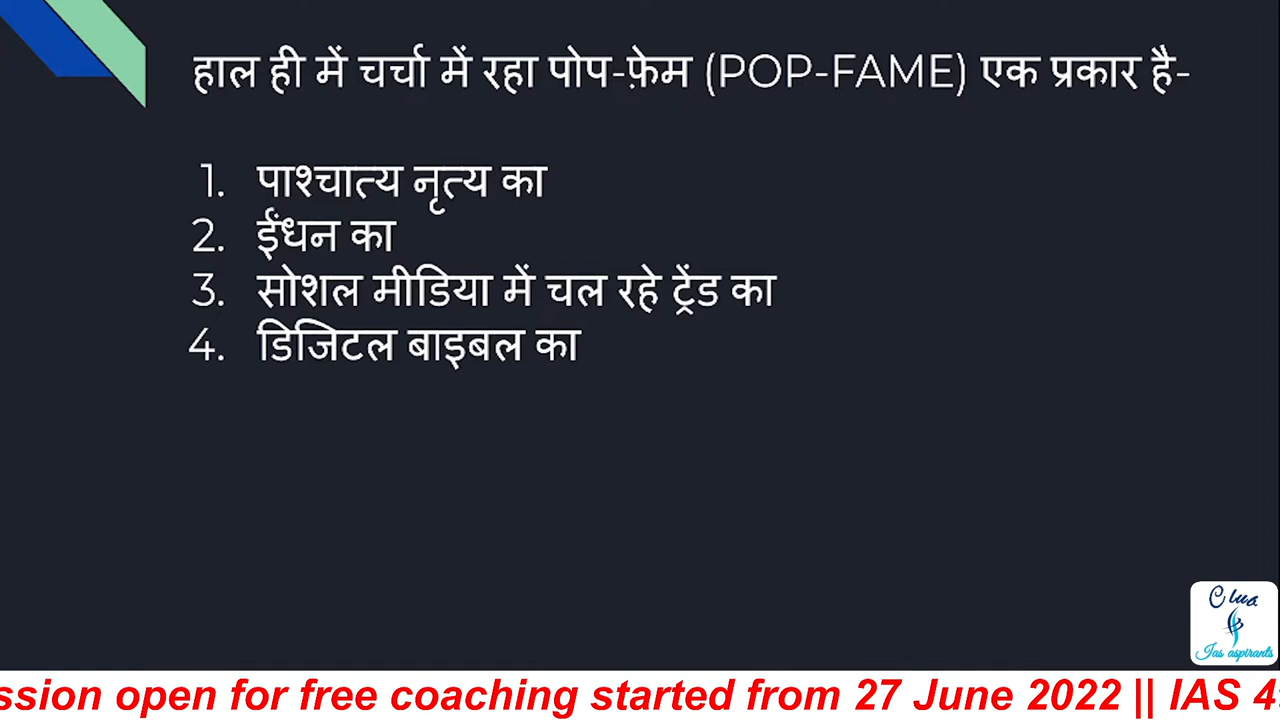 हाल ही में चर्चा में रहा पोप-फ़ेम (POP-FAME) एक प्रकार है-
1. पाश्चात्य नृत्य का
2. ईंधन का
3. सोशल मीडिया में चल रहे ट्रेंड का
4. डिजिटल बाइबल का
Clue
Ias aspirants
ssion open for free coaching started from 27 June 2022 || IAS 4